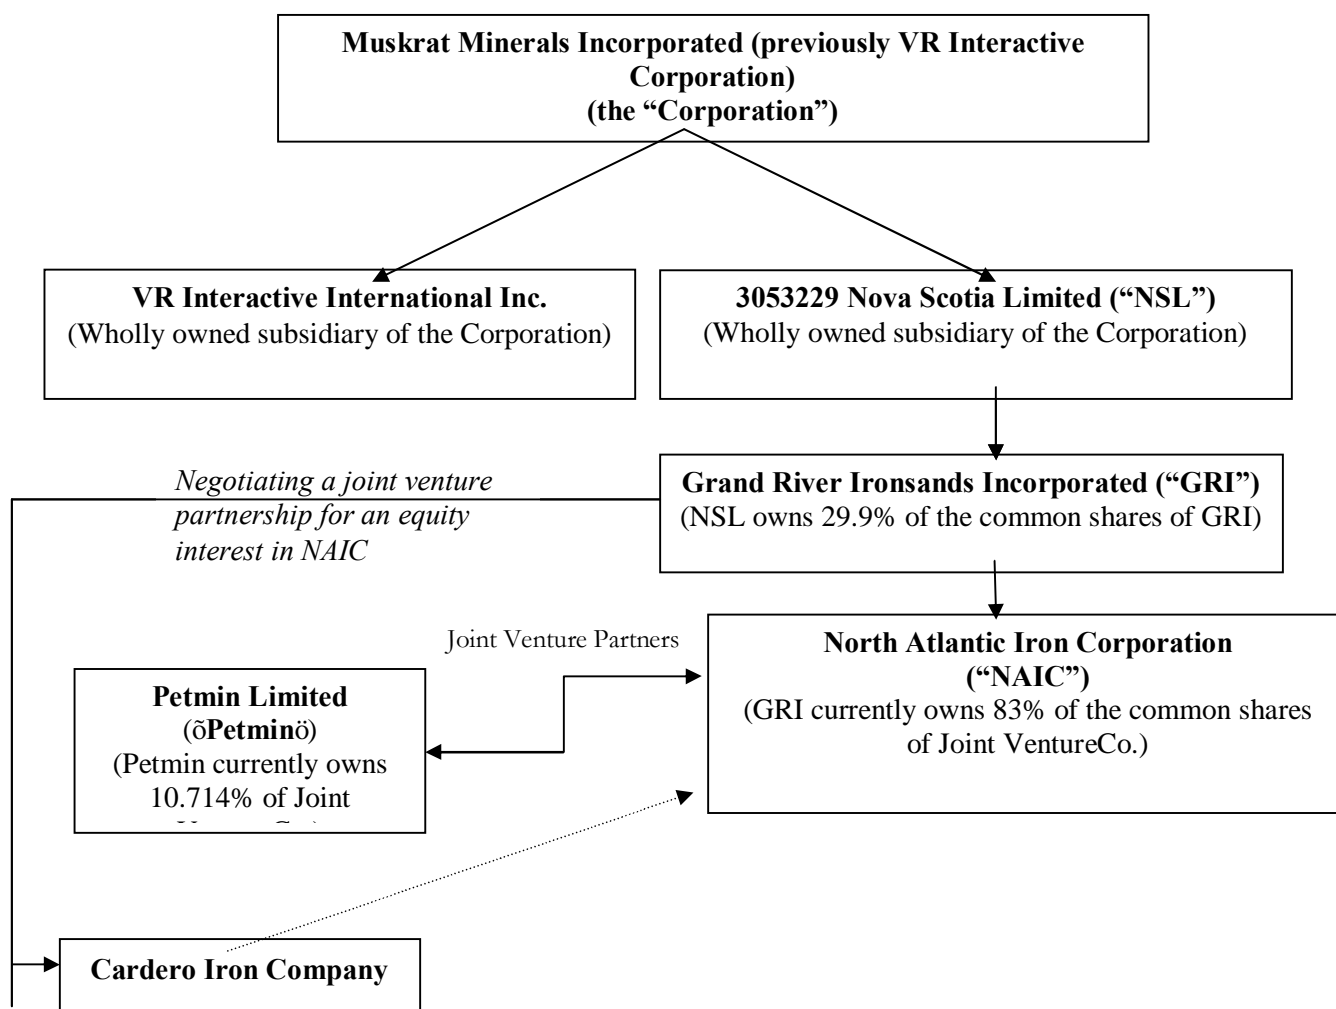 Muskrat Minerals Incorporated (previously VR Interactive
Corporation)
(the “Corporation”)
VR Interactive International Inc.
(Wholly owned subsidiary of the Corporation)
3053229 Nova Scotia Limited (“NSL”)
(Wholly owned subsidiary of the Corporation)
Negotiating a joint venture
partnership for an equity
interest in NAIC
Grand River Ironsands Incorporated (“GRI”)
(NSL owns 29.9% of the common shares of GRI)
Joint Venture Partners
North Atlantic Iron Corporation
(“NAIC”)
(GRI currently owns 83% of the common shares
of Joint VentureCo.)
Petmin Limited
(õPetminö)
(Petmin currently owns
10.714% of Joint
Cardero Iron Company